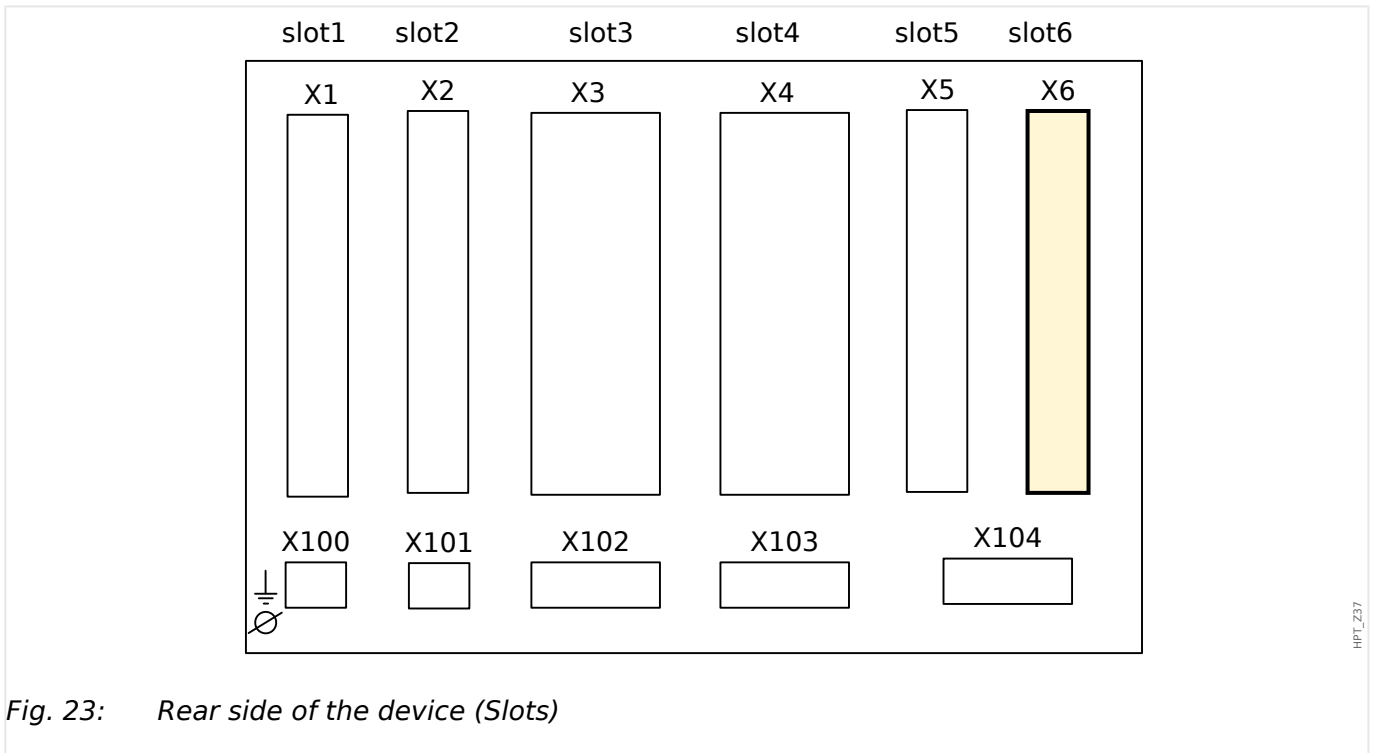 slot1 slot2 slot3 slot4 slot5 slot6
X1 X2 X3 X4 X5 X6
X100 X101 X102 X103 X104
HPT_Z37
Fig. 23: Rear side of the device (Slots)